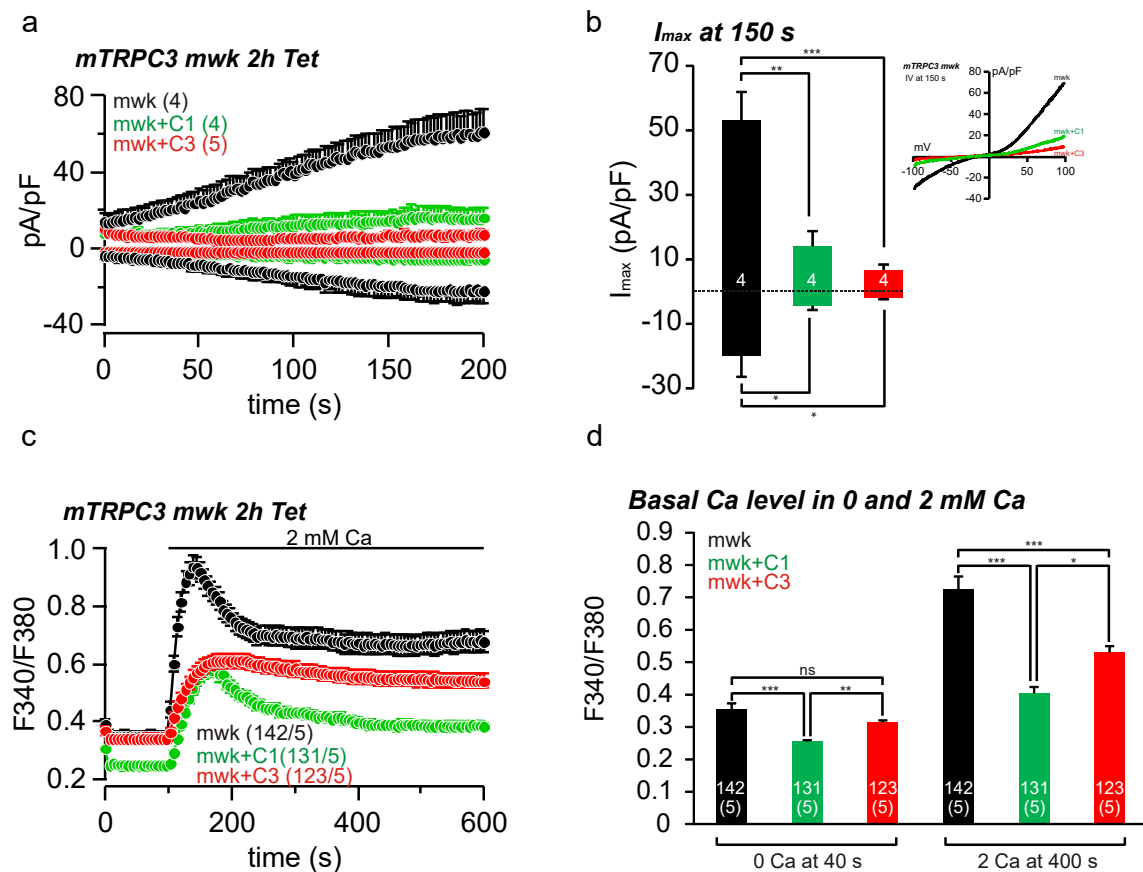 a
mTRPC3 mwk 2h Tet
mwk (4)
mwk+C1 (4)
mwk+C3 (5)
80
40
0
-40
pA/pF
0 50 100 150 200
time (s)
b
Imax at 150 s
70
50
30
10
-10
-30
Imax (pA/pF)
4 4 4
***
**
*
*
mTRPC3 mwk
IV at 150 s
pA/pF
80
60
40
20
-20
-40
mV
-100 -50 0 50 100
mwk
mwk+C1
mwk+C3
c
mTRPC3 mwk 2h Tet
2 mM Ca
1.0
0.8
0.6
0.4
0.2
F340/F380
mwk (142/5)
mwk+C1(131/5)
mwk+C3 (123/5)
0 200 400 600
time (s)
d
Basal Ca level in 0 and 2 mM Ca
mwk
mwk+C1
mwk+C3
0.9
0.8
0.7
0.6
0.5
0.4
0.3
0.2
0.1
0
F340/F380
ns
*** **
***
*** *
142 131 123 142 131 123
(5) (5) (5) (5) (5) (5)
0 Ca at 40 s 2 Ca at 400 s